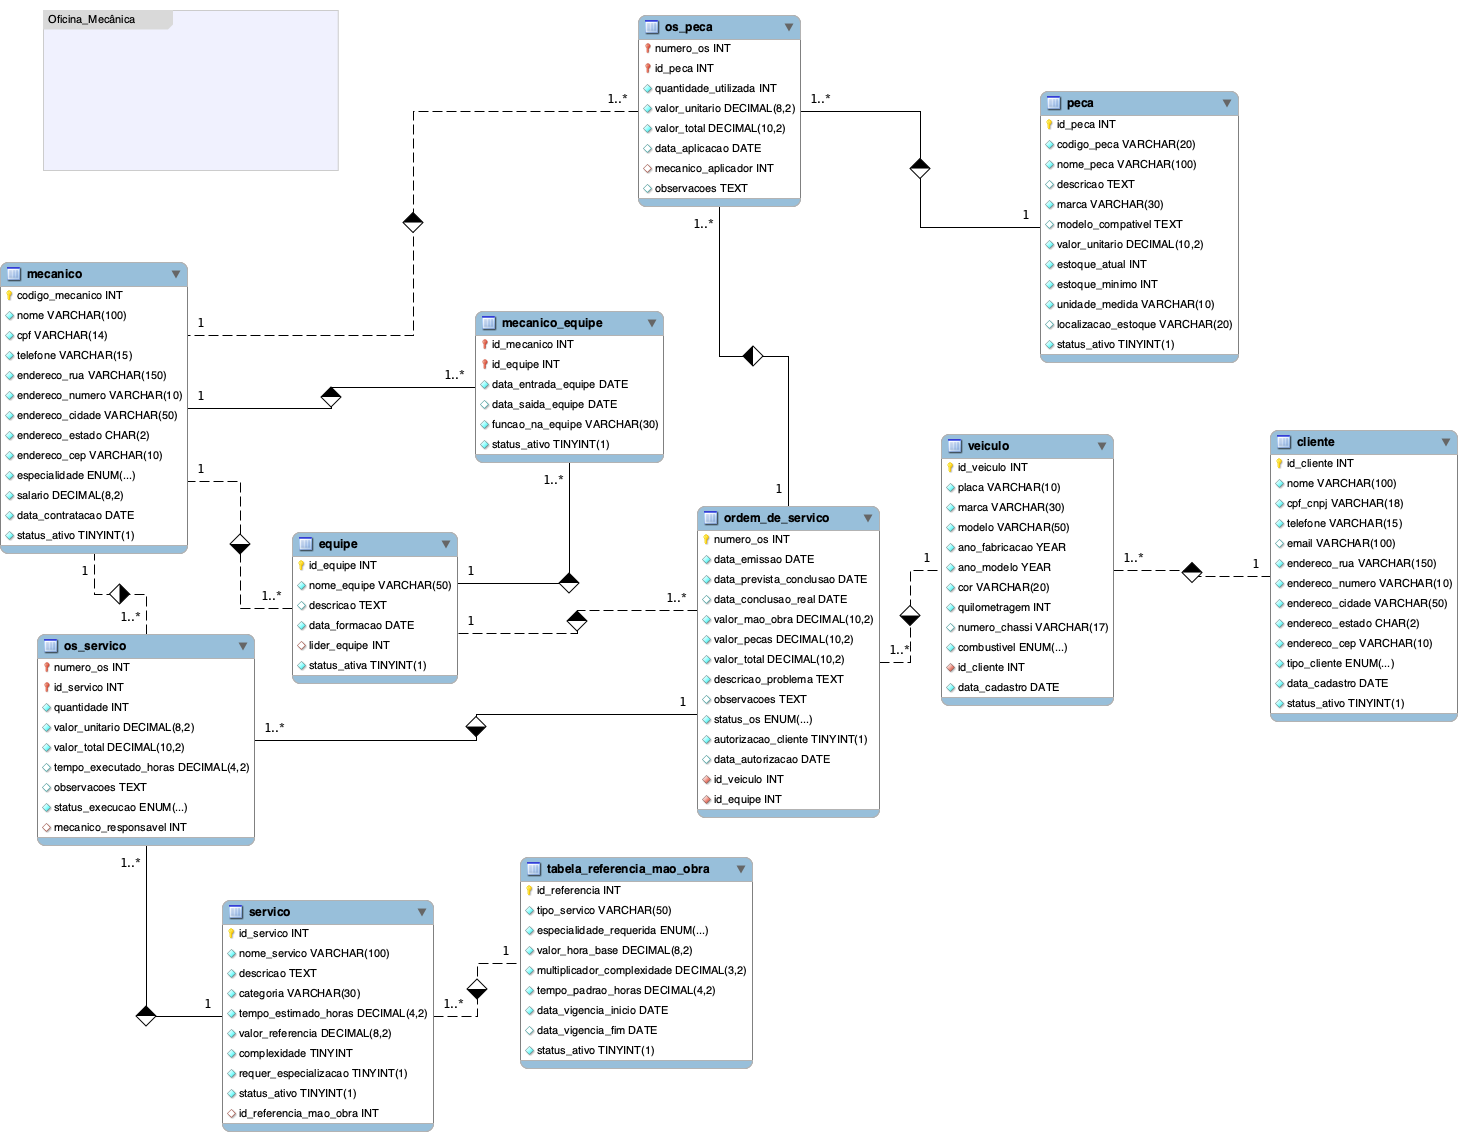 Oficina_Mecânica
os_peca
numero_os INT
id_peca INT
quantidade_utilizada INT
valor_unitario DECIMAL(8,2)
valor_total DECIMAL(10,2)
data_aplicacao DATE
mecanico_aplicador INT
observacoes TEXT
1..*
1..*
1..*
peca
id_peca INT
codigo_peca VARCHAR(20)
nome_peca VARCHAR(100)
descricao TEXT
marca VARCHAR(30)
modelo_compativel TEXT
valor_unitario DECIMAL(10,2)
estoque_atual INT
estoque_minimo INT
unidade_medida VARCHAR(10)
localizacao_estoque VARCHAR(20)
status_ativo TINYINT(1)
1
mecanico
codigo_mecanico INT
nome VARCHAR(100)
cpf VARCHAR(14)
telefone VARCHAR(15)
endereco_rua VARCHAR(150)
endereco_numero VARCHAR(10)
endereco_cidade VARCHAR(50)
endereco_estado CHAR(2)
endereco_cep VARCHAR(10)
especialidade ENUM(...)
salario DECIMAL(8,2)
data_contratacao DATE
status_ativo TINYINT(1)
1
1
1
1
mecanico_equipe
id_mecanico INT
id_equipe INT
data_entrada_equipe DATE
data_saida_equipe DATE
funcao_na_equipe VARCHAR(30)
status_ativo TINYINT(1)
1..*
1..*
equipe
id_equipe INT
nome_equipe VARCHAR(50)
descricao TEXT
data_formacao DATE
lider_equipe INT
status_ativa TINYINT(1)
1..*
1
1
ordem_de_servico
numero_os INT
data_emissao DATE
data_prevista_conclusao DATE
data_conclusao_real DATE
valor_mao_obra DECIMAL(10,2)
valor_pecas DECIMAL(10,2)
valor_total DECIMAL(10,2)
descricao_problema TEXT
observacoes TEXT
status_os ENUM(...)
autorizacao_cliente TINYINT(1)
data_autorizacao DATE
id_veiculo INT
id_equipe INT
1
1..*
1
1..*
veiculo
id_veiculo INT
placa VARCHAR(10)
marca VARCHAR(30)
modelo VARCHAR(50)
ano_fabricacao YEAR
ano_modelo YEAR
cor VARCHAR(20)
quilometragem INT
numero_chassi VARCHAR(17)
combustivel ENUM(...)
id_cliente INT
data_cadastro DATE
1
1..*
cliente
id_cliente INT
nome VARCHAR(100)
cpf_cnpj VARCHAR(18)
telefone VARCHAR(15)
email VARCHAR(100)
endereco_rua VARCHAR(150)
endereco_numero VARCHAR(10)
endereco_cidade VARCHAR(50)
endereco_estado CHAR(2)
endereco_cep VARCHAR(10)
tipo_cliente ENUM(...)
data_cadastro DATE
status_ativo TINYINT(1)
1
os_servico
numero_os INT
id_servico INT
quantidade INT
valor_unitario DECIMAL(8,2)
valor_total DECIMAL(10,2)
tempo_executado_horas DECIMAL(4,2)
observacoes TEXT
status_execucao ENUM(...)
mecanico_responsavel INT
1..*
1..*
1..*
servico
id_servico INT
nome_servico VARCHAR(100)
descricao TEXT
categoria VARCHAR(30)
tempo_estimado_horas DECIMAL(4,2)
valor_referencia DECIMAL(8,2)
complexidade TINYINT
requer_especializacao TINYINT(1)
status_ativo TINYINT(1)
id_referencia_mao_obra INT
1
1..*
tabela_referencia_mao_obra
id_referencia INT
tipo_servico VARCHAR(50)
especialidade_requerida ENUM(...)
valor_hora_base DECIMAL(8,2)
multiplicador_complexidade DECIMAL(3,2)
tempo_padrao_horas DECIMAL(4,2)
data_vigencia_inicio DATE
data_vigencia_fim DATE
status_ativo TINYINT(1)
1